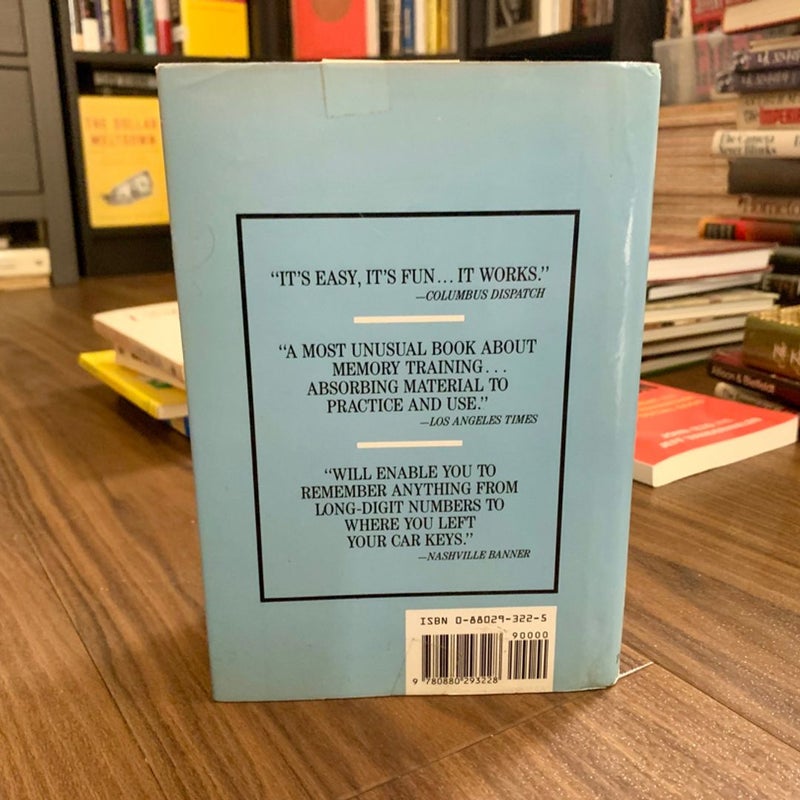 THE DOLLAR
MELTDOWN
“IT’S EASY, IT’S FUN... IT WORKS.”
—COLUMBUS DISPATCH
“A MOST UNUSUAL BOOK ABOUT
MEMORY TRAINING...
ABSORBING MATERIAL TO
PRACTICE AND USE.”
—LOS ANGELES TIMES
“WILL ENABLE YOU TO
REMEMBER ANYTHING FROM
LONG-DIGIT NUMBERS TO
WHERE YOU LEFT
YOUR CAR KEYS.”
—NASHVILLE BANNER
ISBN 0-88029-322-5
90000
9 780880 293228